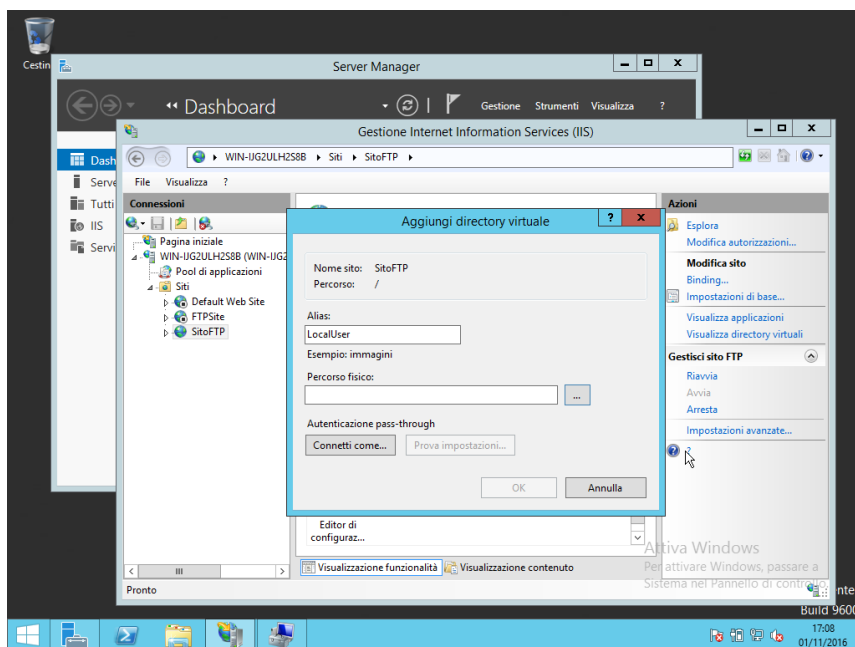 Cestin
Server Manager
Dashboard
Gestione Strumenti Visualizza ?
Gestione Internet Information Services (IIS)
WIN-IJG2ULH2S8B Siti SitoFTP
File Visualizza ?
Dash
Serve
Tutti
IIS
Servi
Connessioni
Pagina iniziale
WIN-IJG2ULH2S8B (WIN-IJG2
Pool di applicazioni
Siti
Default Web Site
FTPSite
SitoFTP
Aggiungi directory virtuale
? x
Nome sito: SitoFTP
Percorso: /
Alias:
LocalUser
Esempio: immagini
Percorso fisico:
...
Autenticazione pass-through
Connetti come... Prova impostazioni...
OK Annulla
Editor di
configuraz...
Visualizzazione funzionalità Visualizzazione contenuto
Pronto
Azioni
Esplora
Modifica autorizzazioni...
Modifica sito
Binding...
Impostazioni di base...
Visualizza applicazioni
Visualizza directory virtuali
Gestisci sito FTP
Riavvia
Avvia
Arresta
Impostazioni avanzate...
?
Attiva Windows
Per attivare Windows, passare a
Sistema nel Pannello di controllo.
Build 9600
17:08
01/11/2016